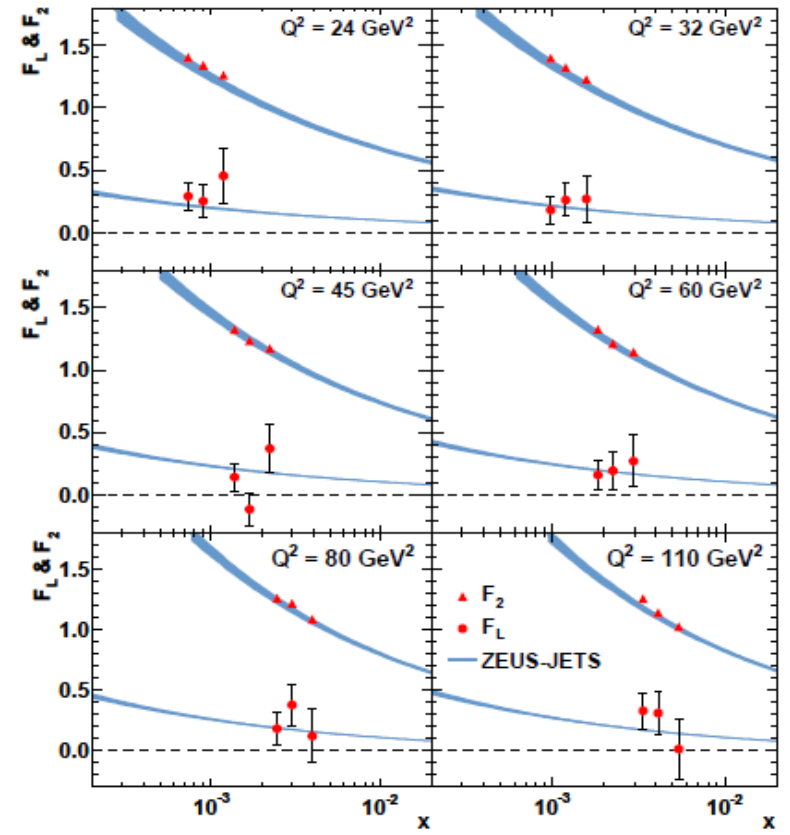 F_L & F_2
Q² = 24 GeV²
Q² = 32 GeV²
1.5
1.0
0.5
0.0
F_L & F_2
Q² = 45 GeV²
Q² = 60 GeV²
1.5
1.0
0.5
0.0
F_L & F_2
Q² = 80 GeV²
Q² = 110 GeV²
1.5
1.0
0.5
0.0
F_2
F_L
ZEUS-JETS
10⁻³
10⁻²
x
10⁻³
10⁻²
x